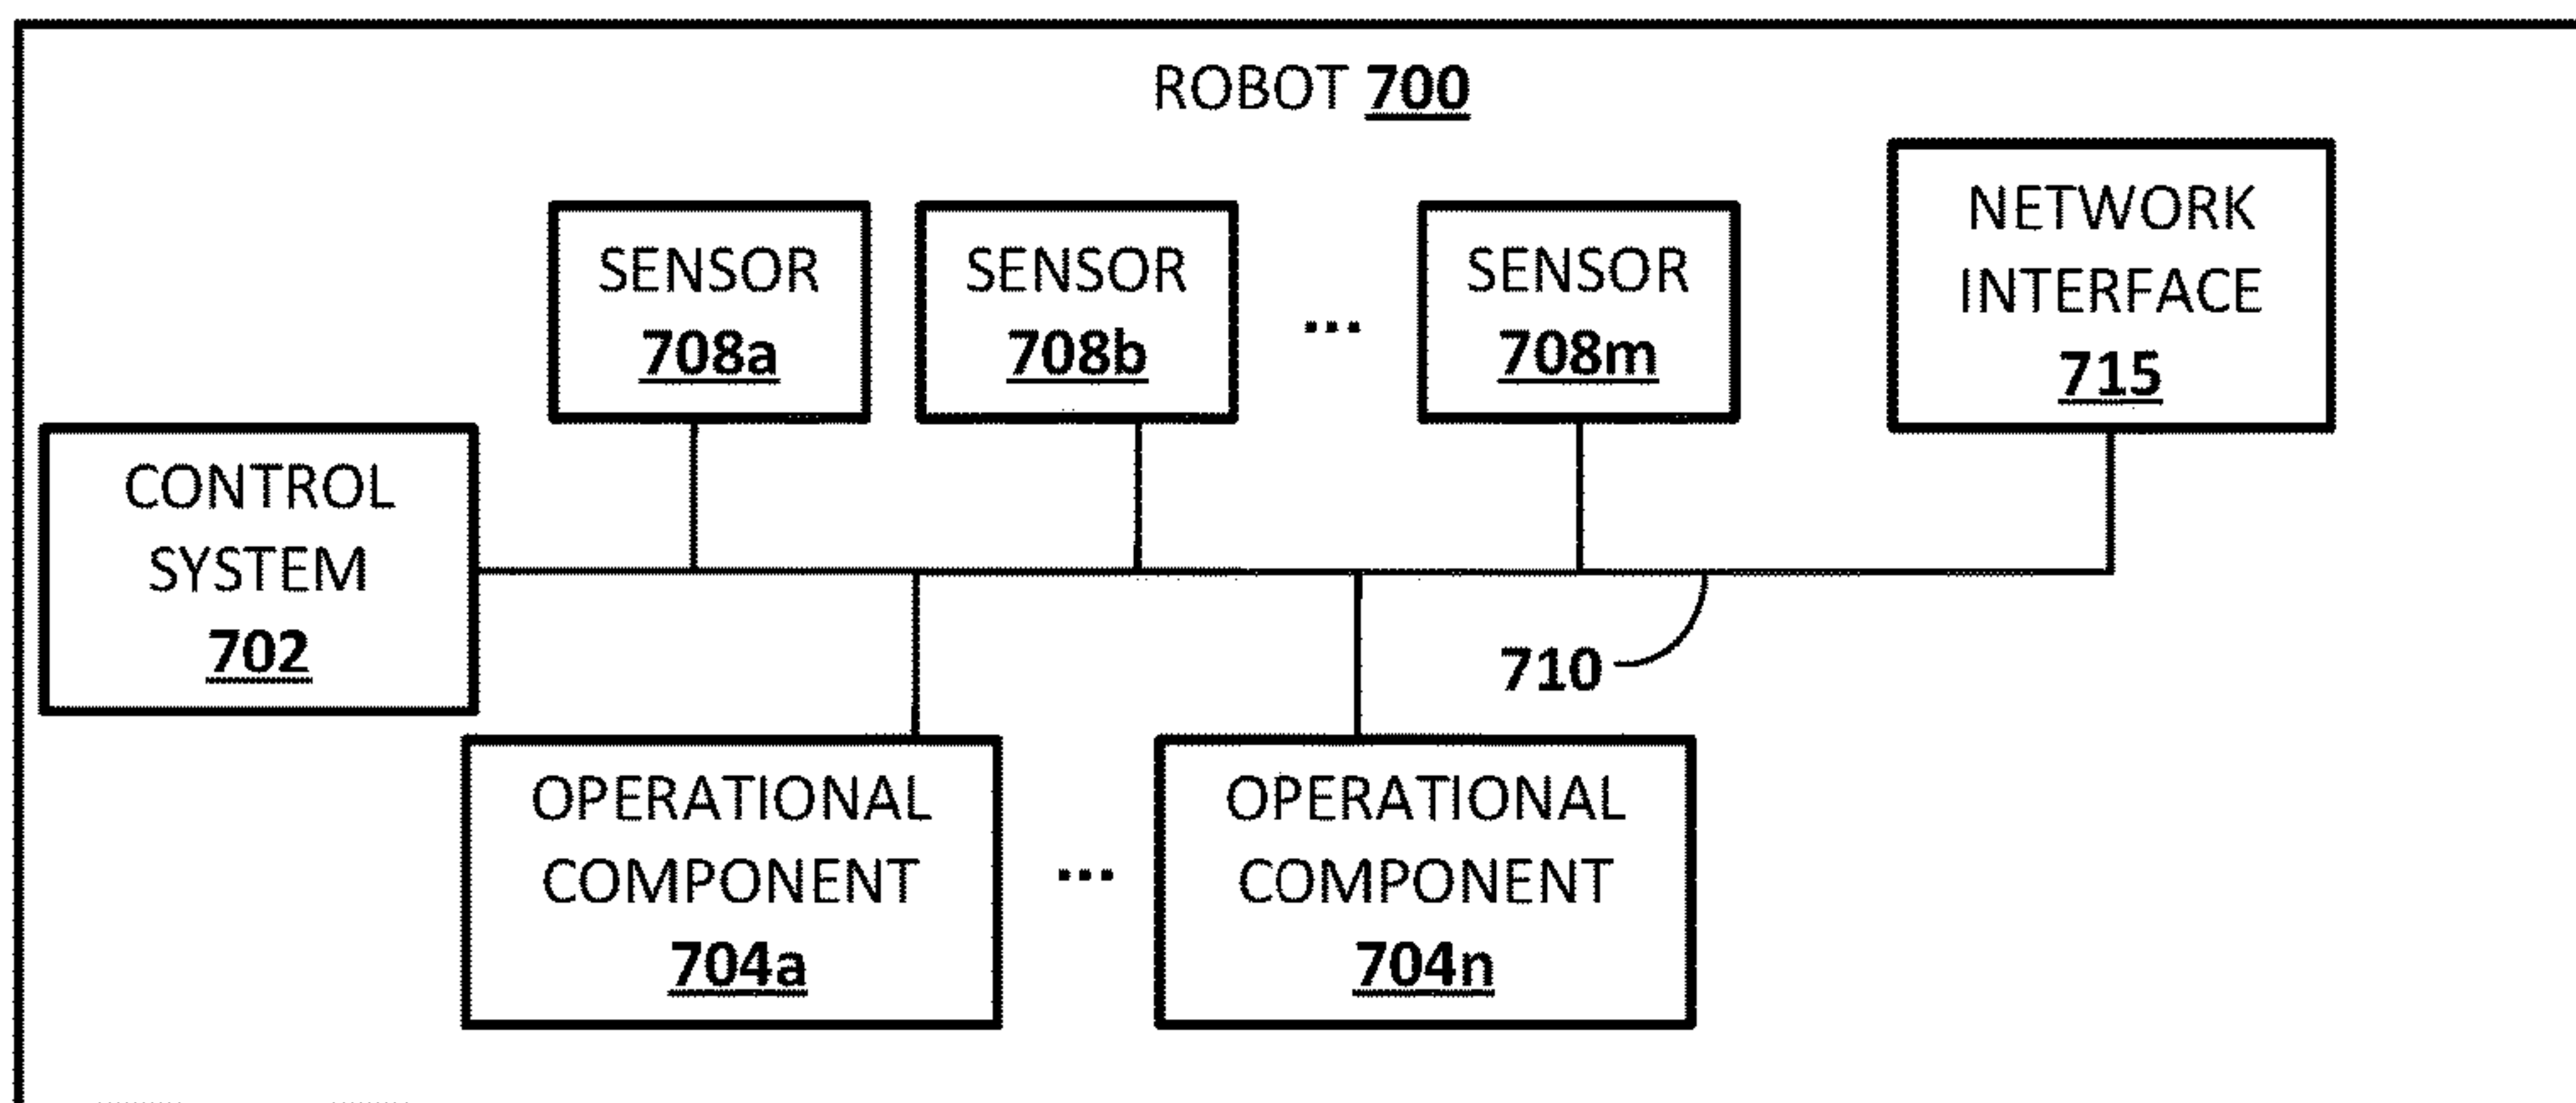 ROBOT 700
SENSOR
708a
SENSOR
708b
...
SENSOR
708m
NETWORK
INTERFACE
715
CONTROL
SYSTEM
702
710
OPERATIONAL
COMPONENT
704a
...
OPERATIONAL
COMPONENT
704n